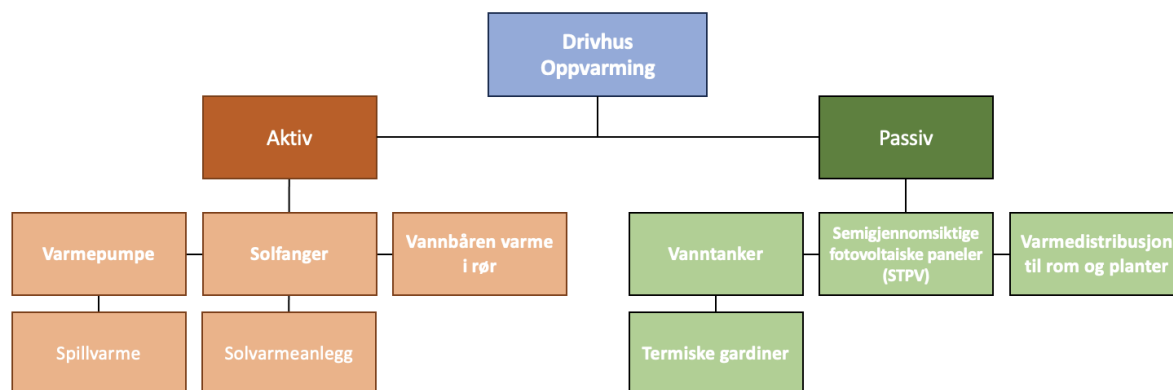 Drivhus
Oppvarming
Aktiv
Passiv
Varmepumpe
Solfanger
Vannbåren varme
i rør
Vanntanker
Semigjennomsiktige
fotovoltaiske paneler
(STPV)
Varmedistribusjon
til rom og planter
Spillvarme
Solvarmeanlegg
Termiske gardiner